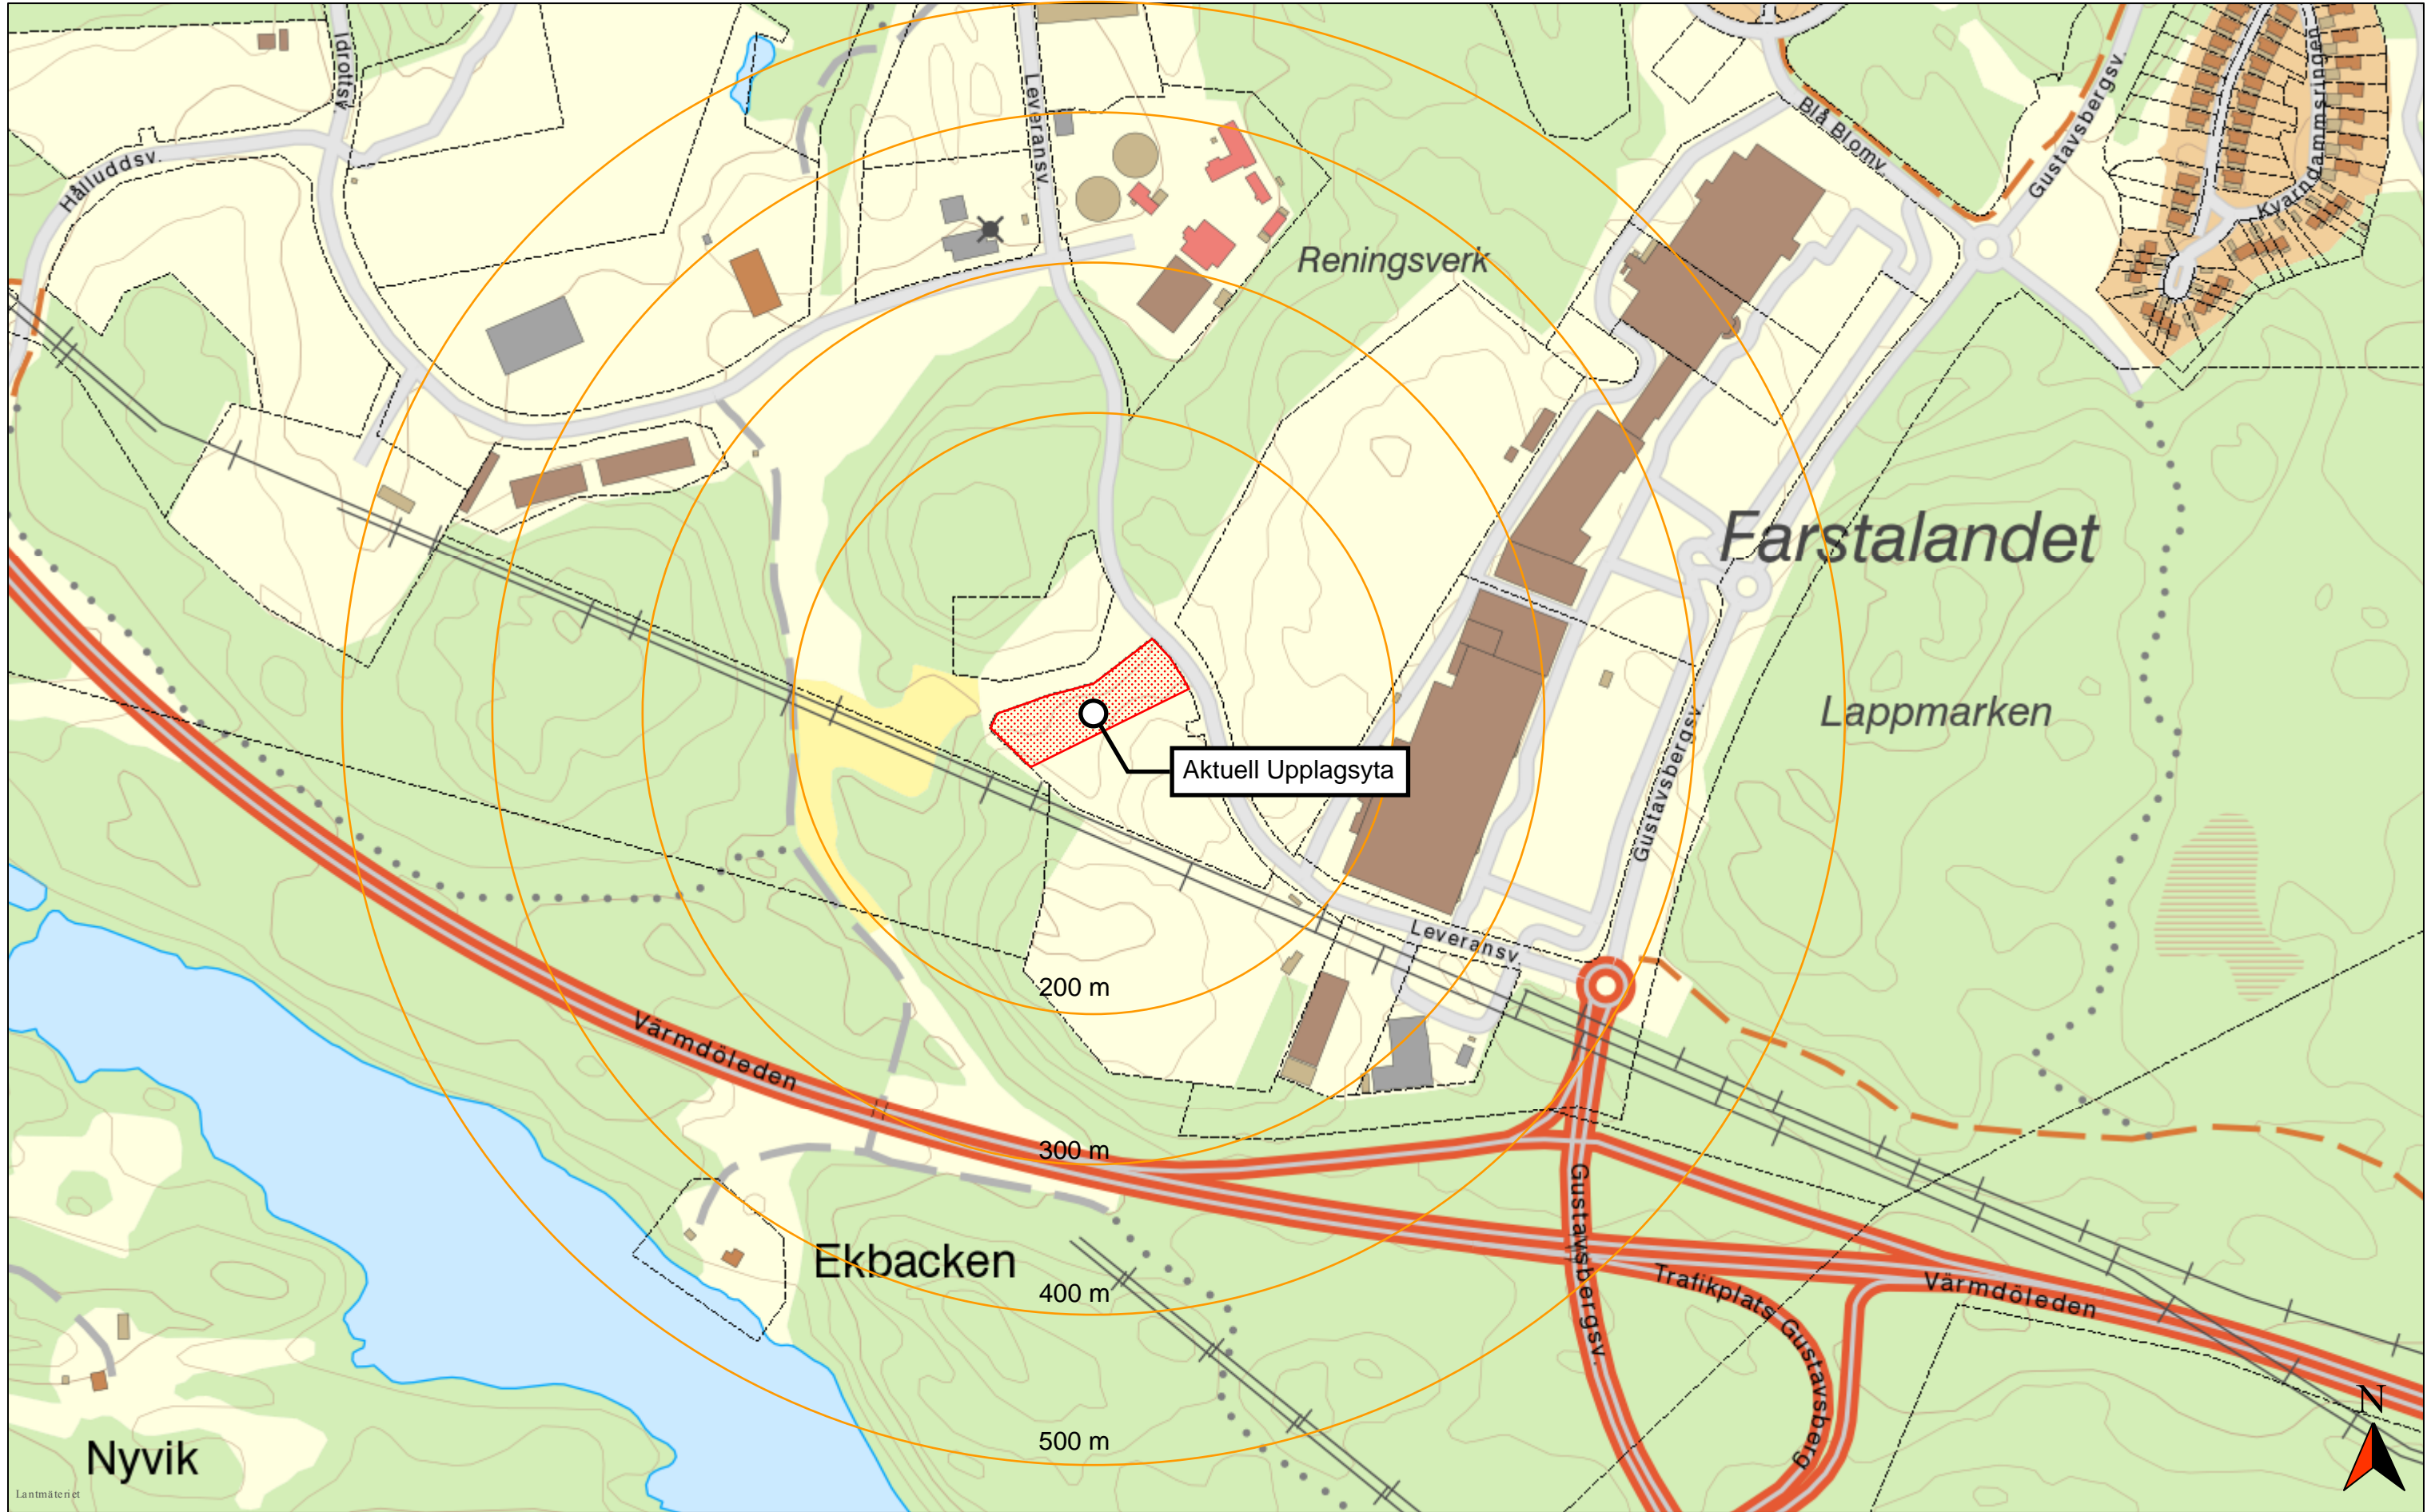 Idrottsv.
Leveransv.
Hålluddsv.
Blå Blomv.
Gustavsbergsv.
Kvarndammsringen
Reningsverk
Farstalandet
Lappmarken
Aktuell Upplagsyta
Gustavsbergsv.
Leveransv.
200 m
Värmdöleden
300 m
Ekbacken
400 m
Gustavsbergsv.
Trafikplats Gustavsberg
Värmdöleden
500 m
Nyvik
N
Lantmäteriet